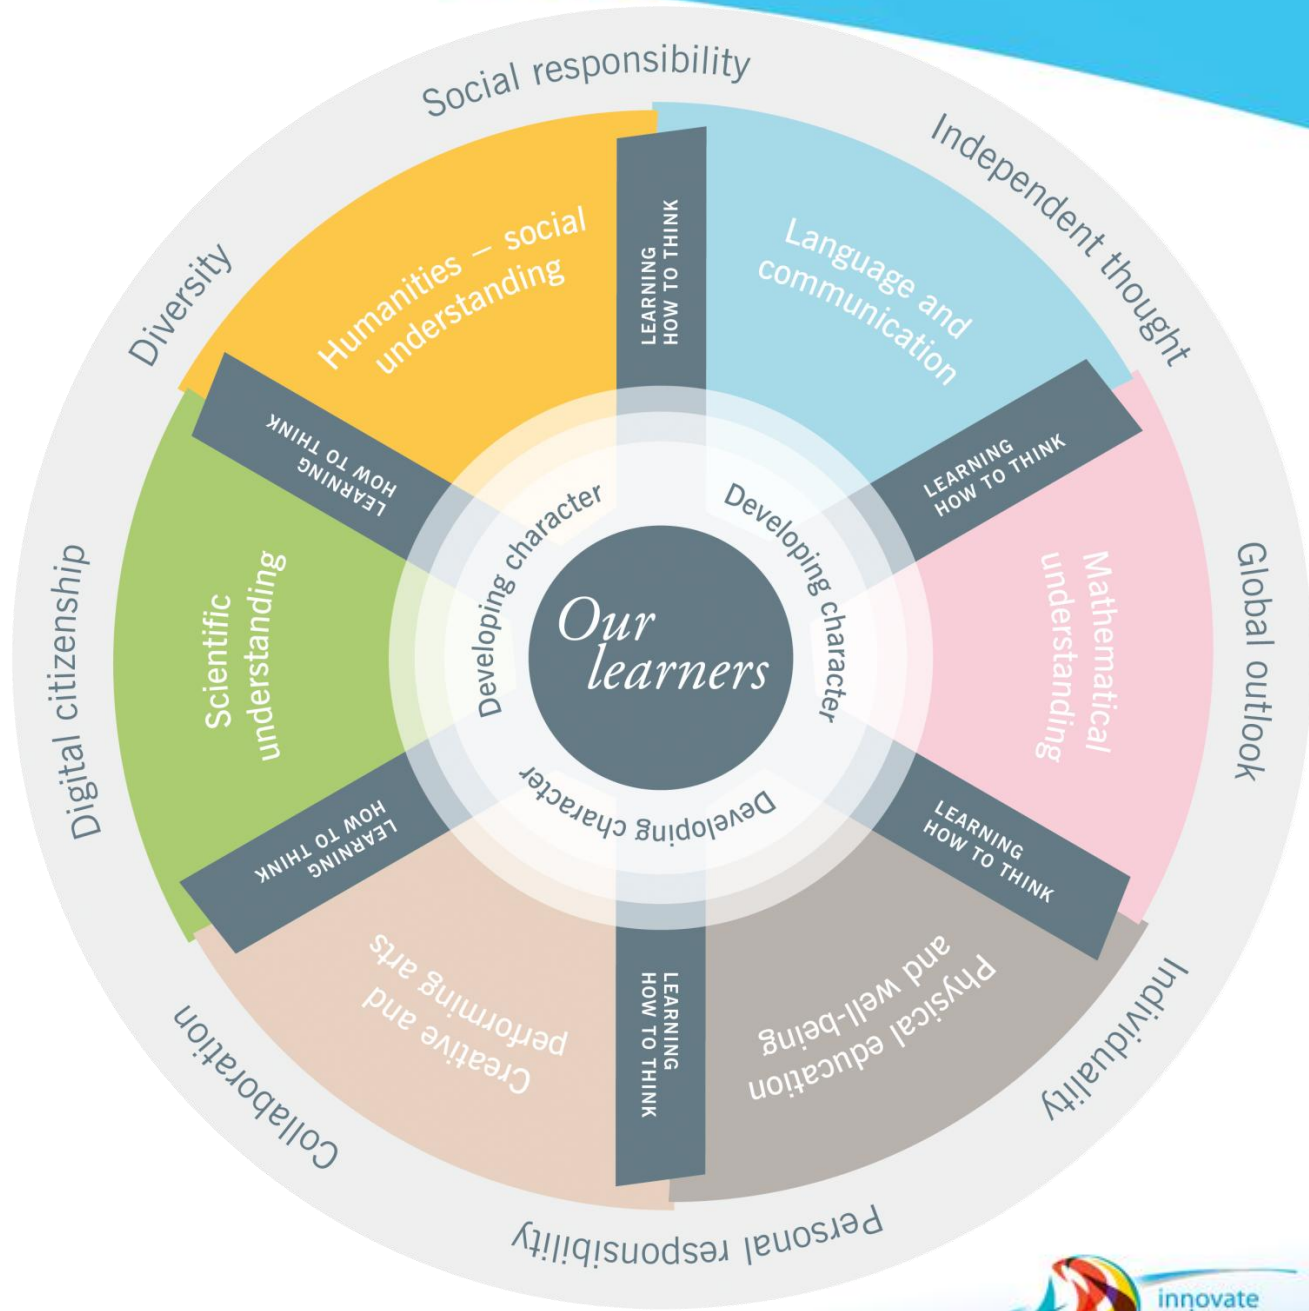 Social responsibility
Independent thought
Global outlook
Individuality
Personal responsibility
Collaboration
Digital citizenship
Diversity
Humanities – social
understanding
LEARNING
HOW TO THINK
Language and
communication
LEARNING
HOW TO THINK
Mathematical
understanding
LEARNING
HOW TO THINK
Physical education
and well-being
LEARNING
HOW TO THINK
Creative and
performing arts
LEARNING
HOW TO THINK
Scientific
understanding
LEARNING
HOW TO THINK
Developing character
Developing character
Developing character
Our
learners
innovate